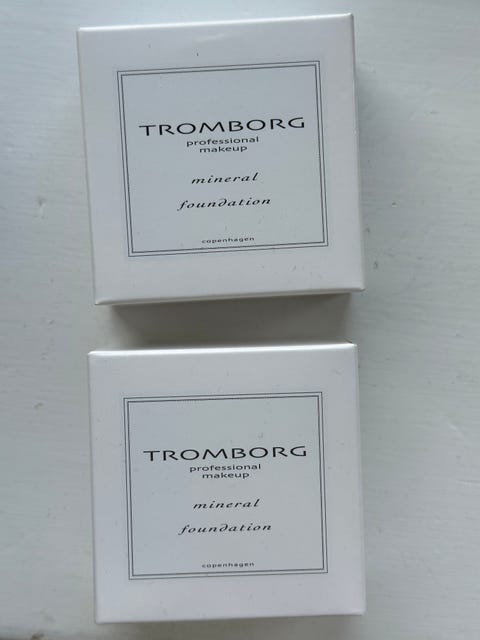 TROMBORG
professional
makeup
mineral
foundation
copenhagen
TROMBORG
professional
makeup
mineral
foundation
copenhagen